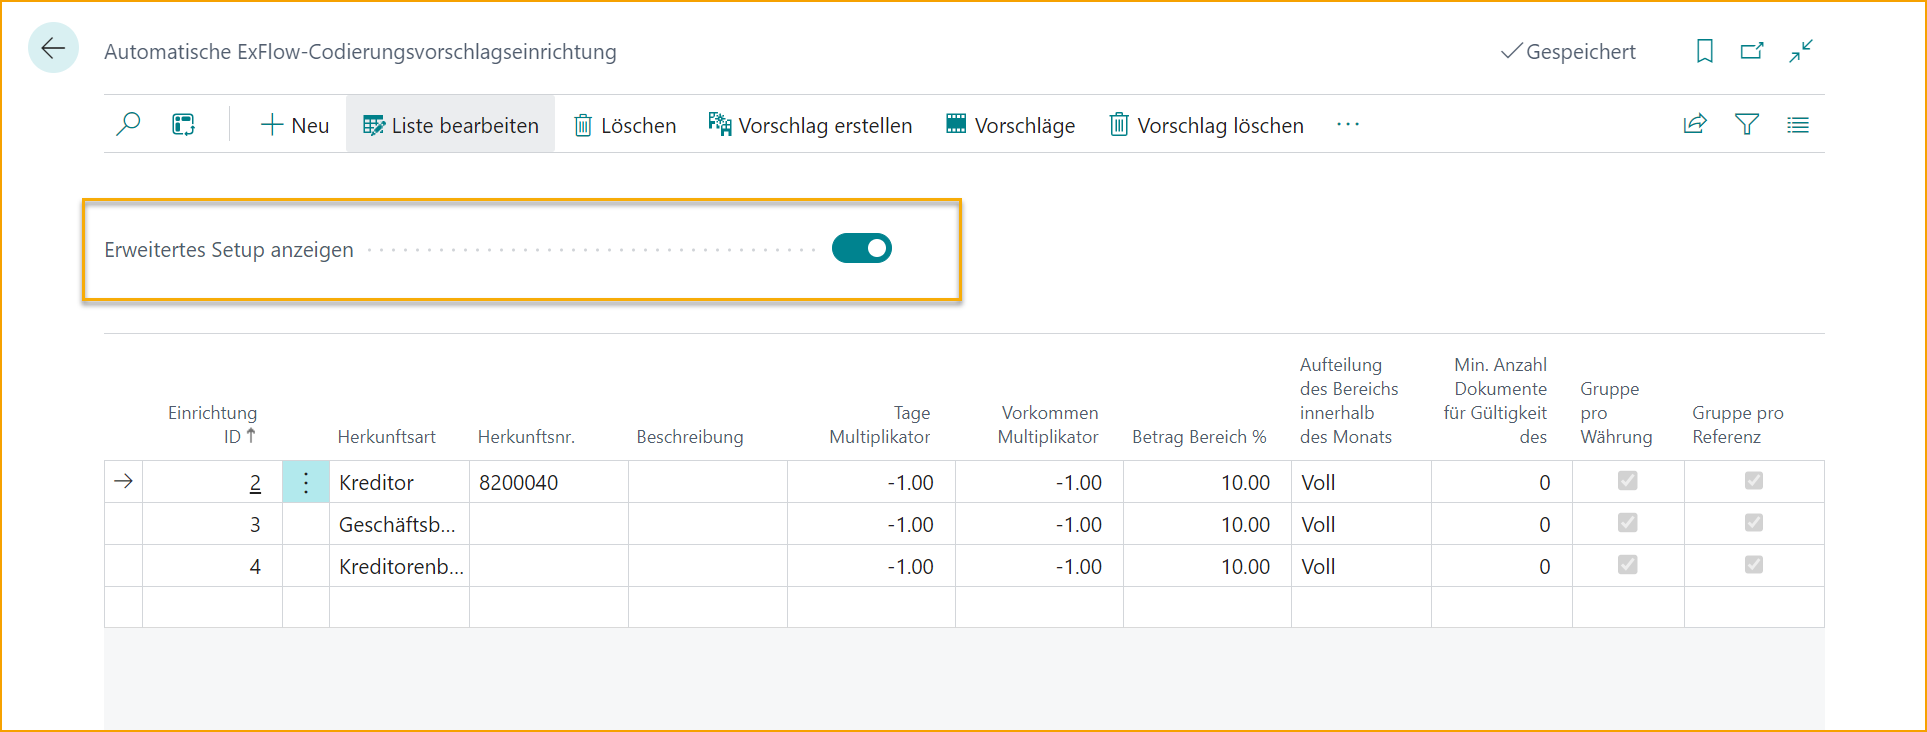 Automatische ExFlow-Codierungsvorschlagseinrichtung
Gespeichert
Neu
Liste bearbeiten
Löschen
Vorschlag erstellen
Vorschläge
Vorschlag löschen
Erweitertes Setup anzeigen
Einrichtung
ID
Herkunftsart
Herkunftsnr.
Beschreibung
Tage
Multiplikator
Vorkommen
Multiplikator
Betrag Bereich %
Aufteilung
des Bereichs
innerhalb
des Monats
Min. Anzahl
Dokumente
für Gültigkeit
des
Gruppe
pro
Währung
Gruppe pro
Referenz
2 Kreditor 8200040 -1.00 -1.00 10.00 Voll 0
3 Geschäftsb... -1.00 -1.00 10.00 Voll 0
4 Kreditorenb... -1.00 -1.00 10.00 Voll 0